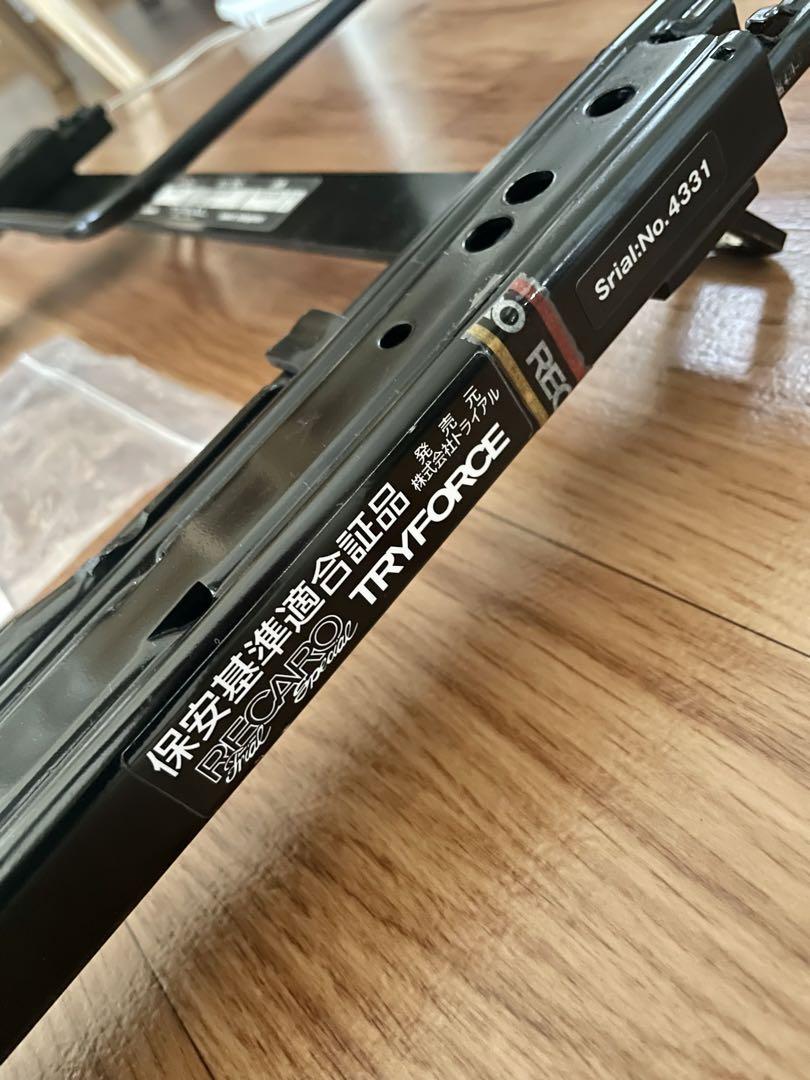 Srial:No.4331
O REC
発売元
株式会社トライアル
保安基準適合証品
TRYFORCE
RECARO
Trial Special